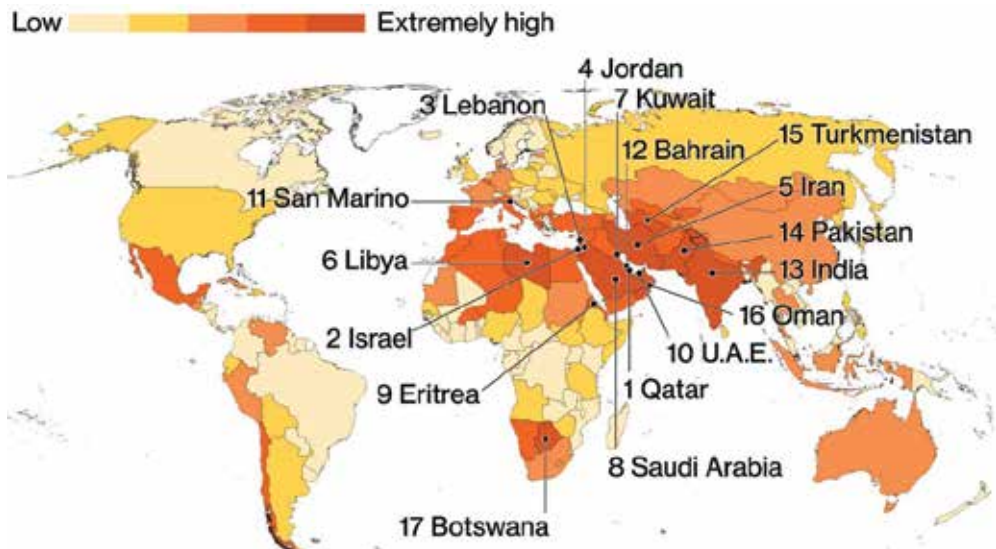 Low Extremely high
4 Jordan
3 Lebanon
7 Kuwait
12 Bahrain
15 Turkmenistan
11 San Marino
5 Iran
14 Pakistan
6 Libya
13 India
16 Oman
2 Israel
10 U.A.E.
9 Eritrea
1 Qatar
8 Saudi Arabia
17 Botswana